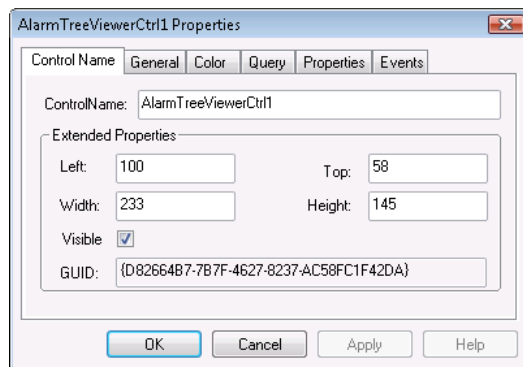 AlarmTreeViewerCtrl1 Properties
Control Name General Color Query Properties Events
ControlName: AlarmTreeViewerCtrl1
Extended Properties
Left: 100 Top: 58
Width: 233 Height: 145
Visible
GUID: {D82664B7-7B7F-4627-8237-AC58FC1F42DA}
OK Cancel Apply Help